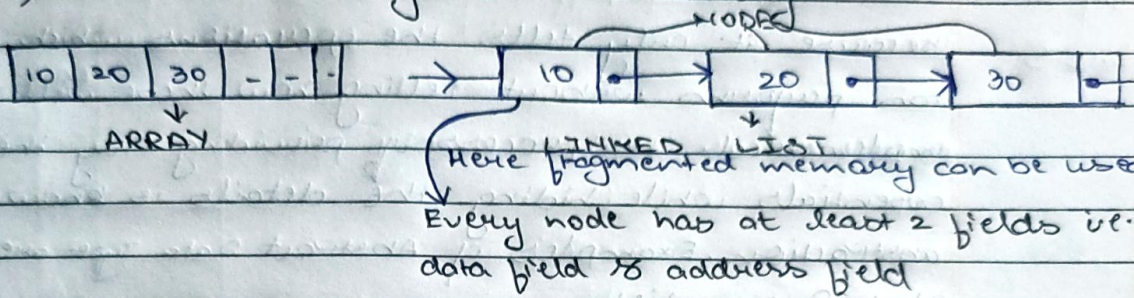 NODES
10 20 30 - - - 10 20 30
ARRAY
LINKED LIST
Here fragmented memory can be use
Every node has at least 2 fields i.e.
data field & address field